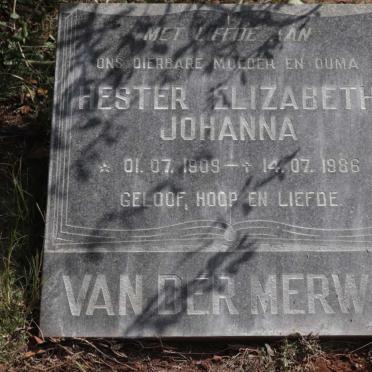 MET LIEFDE AAN
ONS DIERBARE MOEDER EN OUMA
HESTER ELIZABETH
JOHANNA
☆ 01.07.1909 – ✝ 14.07.1986
GELOOF, HOOP EN LIEFDE.
VAN DER MERW